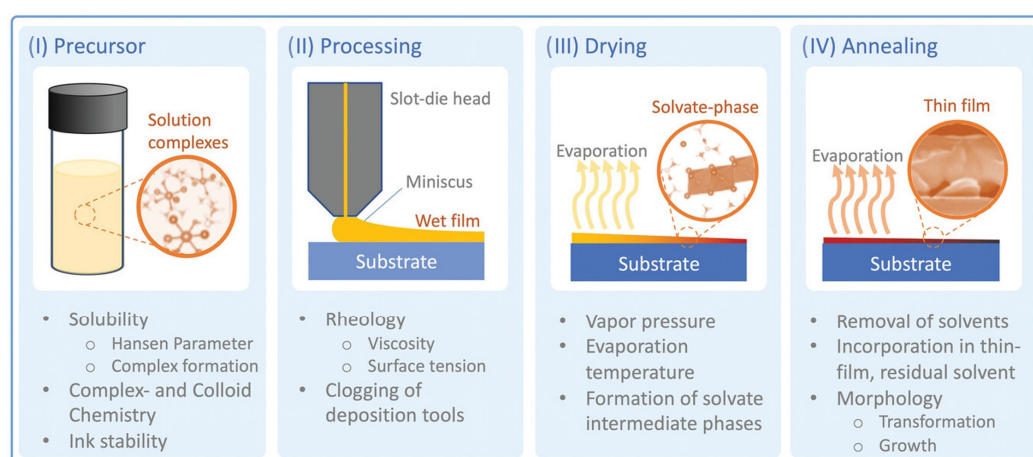 (I) Precursor
Solution
complexes
• Solubility
o Hansen Parameter
o Complex formation
• Complex- and Colloid
Chemistry
• Ink stability
(II) Processing
Slot-die head
Miniscus
Wet film
Substrate
• Rheology
o Viscosity
o Surface tension
• Clogging of
deposition tools
(III) Drying
Solvate-phase
Evaporation
Substrate
• Vapor pressure
• Evaporation
temperature
• Formation of solvate
intermediate phases
(IV) Annealing
Thin film
Evaporation
Substrate
• Removal of solvents
• Incorporation in thin-
film, residual solvent
• Morphology
o Transformation
o Growth